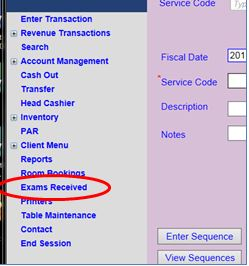 Service Code Typ
Enter Transaction
Revenue Transactions
Search
Account Management
Cash Out
Transfer
Head Cashier
Inventory
PAR
Client Menu
Reports
Room Bookings
Exams Received
Printers
Table Maintenance
Contact
End Session
Fiscal Date 201
*Service Code
Description
Notes
Enter Sequence
View Sequences